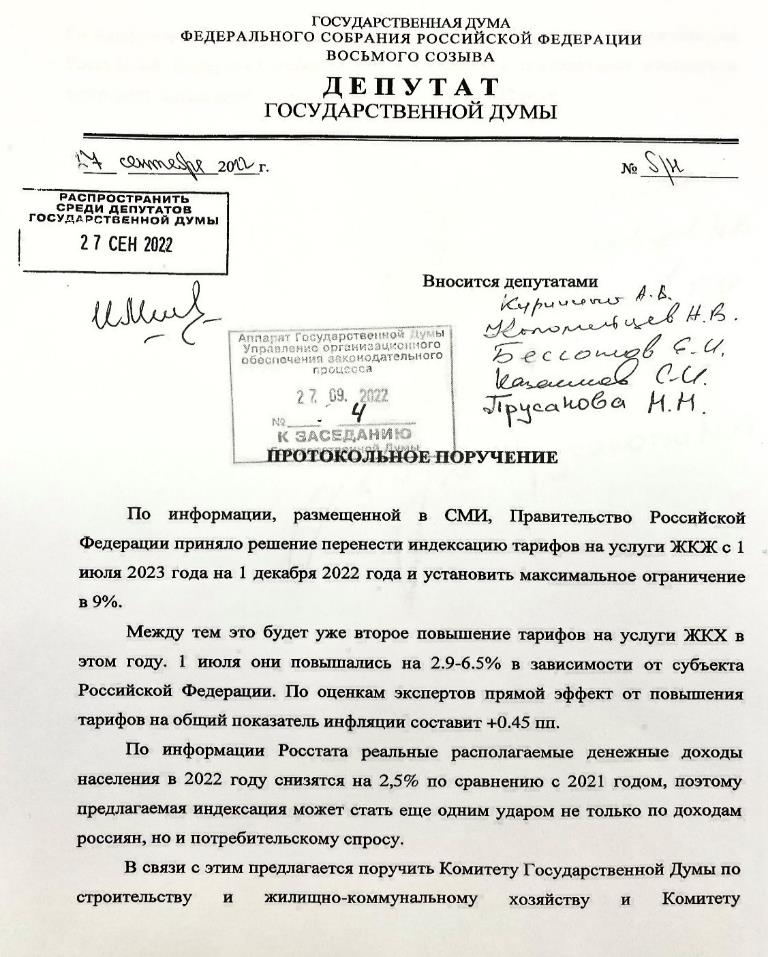 ГОСУДАРСТВЕННАЯ ДУМА
ФЕДЕРАЛЬНОГО СОБРАНИЯ РОССИЙСКОЙ ФЕДЕРАЦИИ
ВОСЬМОГО СОЗЫВА
ДЕПУТАТ
ГОСУДАРСТВЕННОЙ ДУМЫ
27 сентября 2022 г.
№ Б/Н
РАСПРОСТРАНИТЬ
СРЕДИ ДЕПУТАТОВ
ГОСУДАРСТВЕННОЙ ДУМЫ
27 СЕН 2022
Вносится депутатами
Куринный А.В.
Коломейцев Н.В.
Бессонов Е.И.
Казанков С.И.
Прусакова М.Н.
Аппарат Государственной Думы
Управление организационного
обеспечения законодательного
процесса
27. 09. 2022
№ . 4
К ЗАСЕДАНИЮ
Государственной Думы
ПРОТОКОЛЬНОЕ ПОРУЧЕНИЕ
По информации, размещенной в СМИ, Правительство Российской
Федерации приняло решение перенести индексацию тарифов на услуги ЖКЖ с 1
июля 2023 года на 1 декабря 2022 года и установить максимальное ограничение
в 9%.
Между тем это будет уже второе повышение тарифов на услуги ЖКХ в
этом году. 1 июля они повышались на 2.9-6.5% в зависимости от субъекта
Российской Федерации. По оценкам экспертов прямой эффект от повышения
тарифов на общий показатель инфляции составит +0.45 пп.
По информации Росстата реальные располагаемые денежные доходы
населения в 2022 году снизятся на 2,5% по сравнению с 2021 годом, поэтому
предлагаемая индексация может стать еще одним ударом не только по доходам
россиян, но и потребительскому спросу.
В связи с этим предлагается поручить Комитету Государственной Думы по
строительству и жилищно-коммунальному хозяйству и Комитету